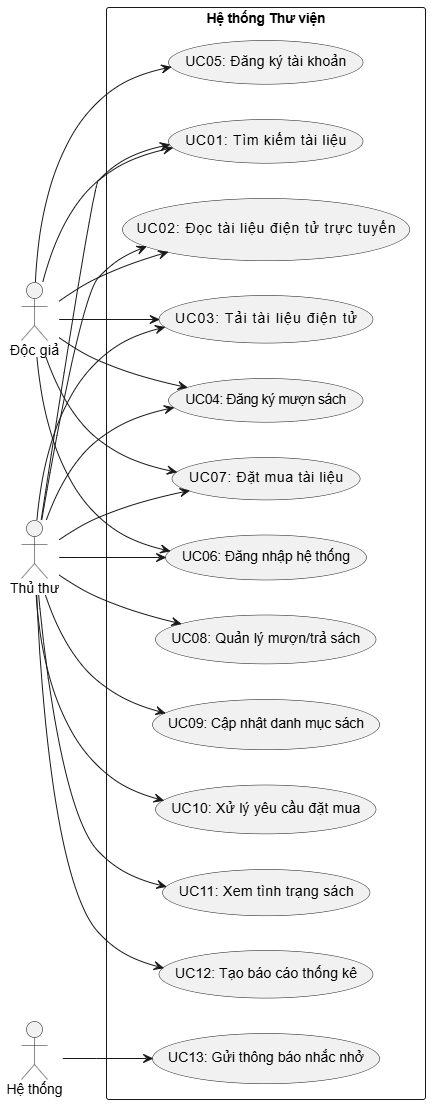 Hệ thống Thư viện
UC05: Đăng ký tài khoản
UC01: Tìm kiếm tài liệu
UC02: Đọc tài liệu điện tử trực tuyến
UC03: Tải tài liệu điện tử
Độc giả
UC04: Đăng ký mượn sách
UC07: Đặt mua tài liệu
UC06: Đăng nhập hệ thống
Thủ thư
UC08: Quản lý mượn/trả sách
UC09: Cập nhật danh mục sách
UC10: Xử lý yêu cầu đặt mua
UC11: Xem tình trạng sách
UC12: Tạo báo cáo thống kê
UC13: Gửi thông báo nhắc nhở
Hệ thống